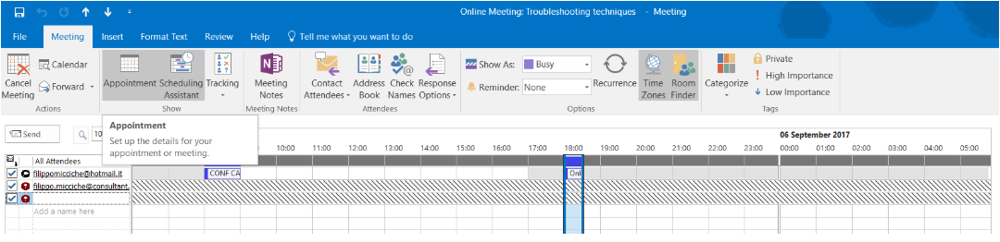 Online Meeting: Troubleshooting techniques - Meeting
File Meeting Insert Format Text Review Help Tell me what you want to do
Cancel Meeting
Calendar
Forward
Actions
Appointment
Scheduling Assistant
Tracking
Show
Meeting Notes
Meeting Notes
Contact Attendees
Address Book
Check Names
Response Options
Attendees
Show As: Busy
Reminder: None
Recurrence
Time Zones
Room Finder
Options
Categorize
Private
High Importance
Low Importance
Tags
Send
10
Appointment
Set up the details for your
appointment or meeting.
06 September 2017
10:00 11:00 12:00 13:00 14:00 15:00 16:00 17:00 18:00 19:00 20:00 21:00 22:00 23:00 00:00 01:00 02:00 03:00 04:00 05:00
All Attendees
filippomicciche@hotmail.it
CONF CA
Onl
filippo.micciche@consultant.
Add a name here